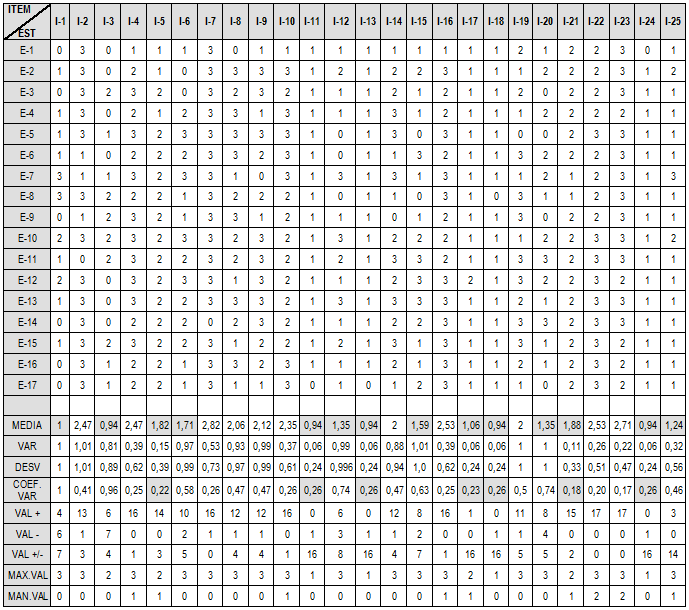 ITEM
EST I-1 I-2 I-3 I-4 I-5 I-6 I-7 I-8 I-9 I-10 I-11 I-12 I-13 I-14 I-15 I-16 I-17 I-18 I-19 I-20 I-21 I-22 I-23 I-24 I-25
E-1 0 3 0 1 1 1 3 0 1 1 1 1 1 1 1 1 1 1 2 1 2 2 3 0 1
E-2 1 3 0 2 1 0 3 3 3 3 1 2 1 2 2 3 1 1 1 2 2 2 3 1 2
E-3 0 3 2 3 2 0 3 2 3 2 1 1 1 2 1 2 1 1 2 0 2 2 3 1 1
E-4 1 3 0 2 1 2 3 3 1 3 1 1 1 3 1 2 1 1 2 2 2 2 3 1 1
E-5 1 3 1 3 2 3 3 3 3 3 1 0 1 3 0 3 1 1 0 0 2 3 3 1 1
E-6 1 1 0 2 2 2 3 3 2 3 1 0 1 1 3 2 1 1 3 2 2 2 3 1 1
E-7 3 1 1 3 2 3 3 1 0 3 1 3 1 3 1 3 1 1 1 2 1 2 3 1 3
E-8 3 3 2 2 2 1 3 2 2 2 1 0 1 1 0 3 1 0 3 1 1 2 3 1 1
E-9 0 1 2 3 2 1 3 3 1 2 1 1 1 0 1 2 1 1 3 0 2 2 3 1 1
E-10 2 3 2 3 2 3 3 2 3 2 1 3 1 2 2 2 1 1 1 2 2 3 3 1 2
E-11 1 0 2 3 2 2 3 2 3 2 1 2 1 3 3 2 1 1 2 2 2 3 3 1 1
E-12 2 3 0 3 2 3 3 1 3 2 1 1 1 2 3 3 2 1 3 2 2 3 3 1 1
E-13 1 3 0 3 2 2 3 2 3 2 1 3 1 3 3 3 1 1 2 1 2 3 3 1 1
E-14 0 3 0 2 2 2 0 2 3 2 1 1 1 2 2 3 1 1 3 3 2 3 3 1 1
E-15 1 3 2 3 2 2 3 1 2 2 1 2 1 3 1 3 1 1 3 2 2 3 3 1 1
E-16 0 3 1 2 2 1 3 3 2 3 1 1 1 2 1 3 1 1 2 1 2 3 3 1 1
E-17 0 3 1 2 2 1 3 1 1 3 0 1 0 1 2 3 1 1 1 0 2 3 3 1 1
MEDIA 1 2,47 0,94 2,47 1,82 1,71 2,82 2,06 2,12 2,35 0,94 1,35 0,94 2 1,59 2,53 1,06 0,94 2 1,35 1,88 2,53 2,71 0,94 1,24
VAR 1 1,01 0,81 0,39 0,15 0,97 0,53 0,93 0,99 0,37 0,06 0,99 0,06 0,88 1,01 0,39 0,06 0,06 1 1 0,11 0,26 0,22 0,06 0,32
DESV 1 1,01 0,89 0,62 0,39 0,99 0,73 0,97 0,99 0,61 0,24 0,996 0,24 0,94 1,0 0,62 0,24 0,24 1 1 0,33 0,51 0,47 0,24 0,56
COEF. VAR 1 0,41 0,96 0,25 0,22 0,58 0,26 0,47 0,47 0,26 0,26 0,74 0,26 0,47 0,63 0,25 0,23 0,26 0,5 0,74 0,18 0,20 0,17 0,26 0,46
VAL + 4 13 6 16 14 10 16 12 12 16 0 6 0 12 8 16 1 0 11 8 15 17 17 0 3
VAL - 6 1 7 0 0 2 1 1 1 0 1 3 1 1 2 0 0 1 1 4 0 0 0 1 0
VAL +/- 7 3 4 1 3 5 0 4 4 1 16 8 16 4 7 1 16 16 5 5 2 0 0 16 14
MAX.VAL 3 3 2 3 2 3 3 3 3 3 1 3 1 3 3 3 2 1 3 3 2 3 3 1 3
MAN.VAL 0 0 0 1 1 0 0 0 0 1 0 0 0 0 0 1 1 0 0 0 1 2 2 0 1